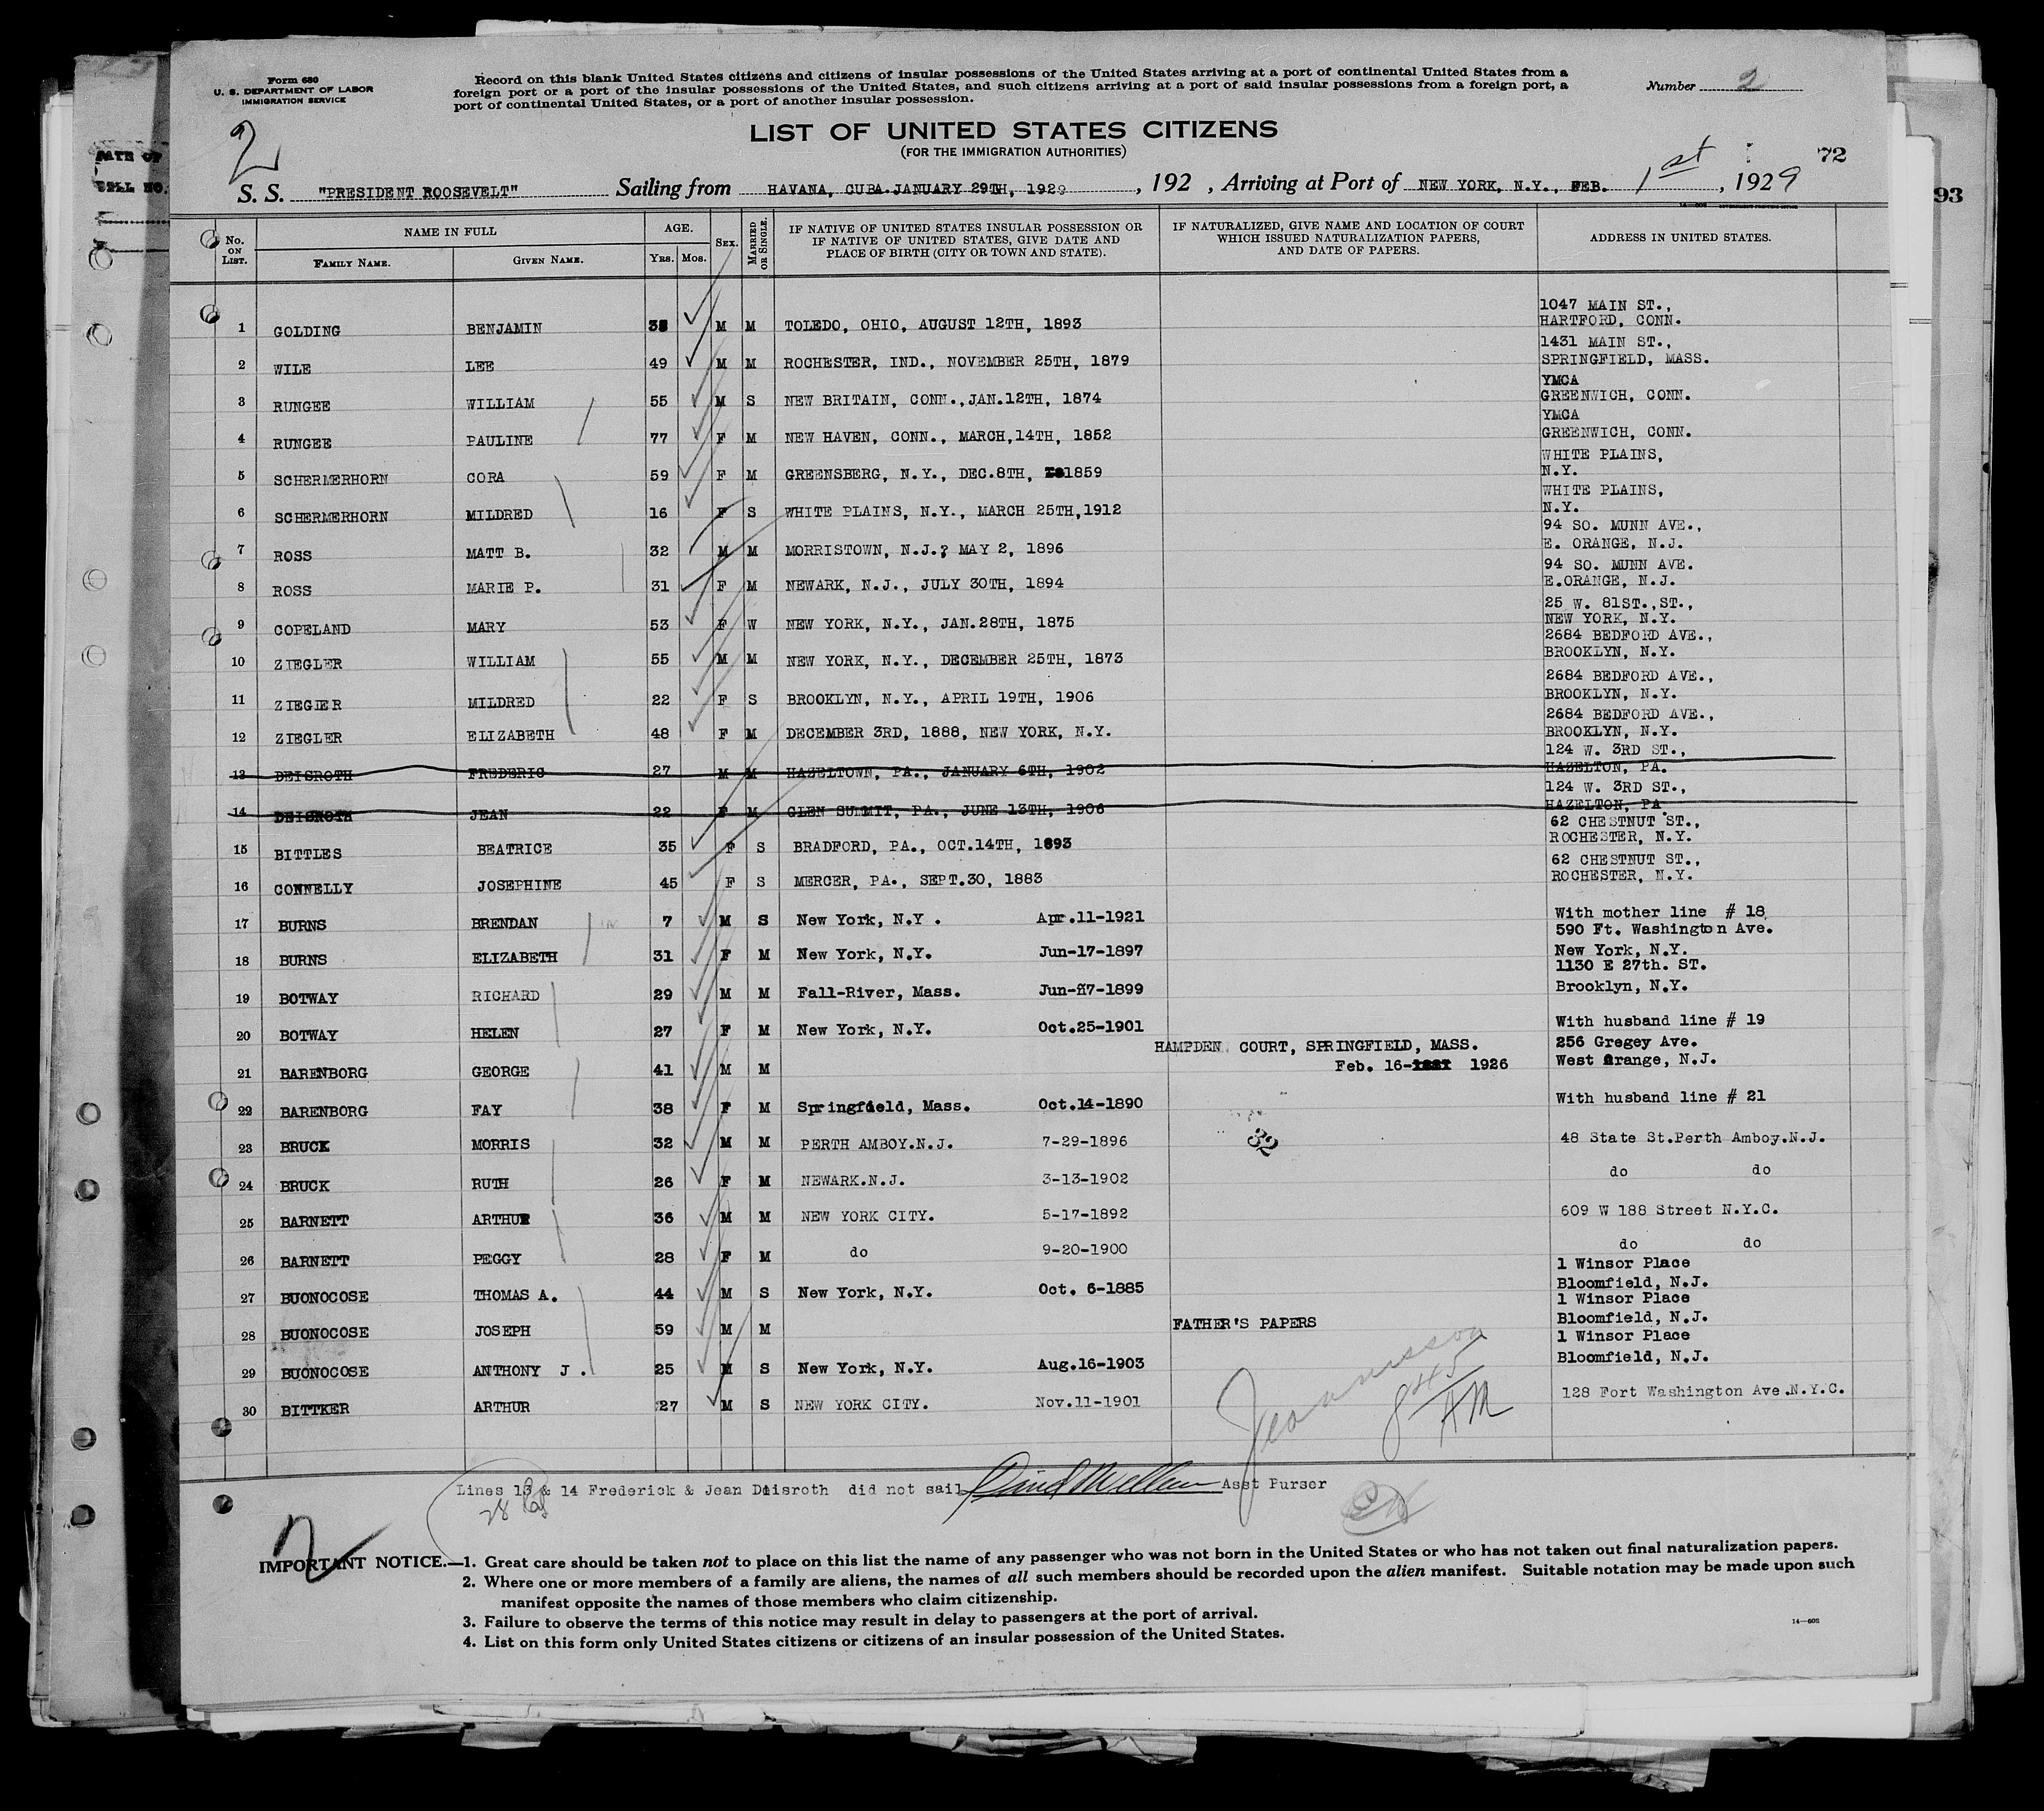 Form 680
U. S. DEPARTMENT OF LABOR
IMMIGRATION SERVICE
Record on this blank United States citizens and citizens of insular possessions of the United States arriving at a port of continental United States from a
foreign port or a port of the insular possessions of the United States, and such citizens arriving at a port of said insular possessions from a foreign port, a
port of continental United States, or a port of another insular possession.
Number 2
2
LIST OF UNITED STATES CITIZENS
(FOR THE IMMIGRATION AUTHORITIES)
72
93
S. S. "PRESIDENT ROOSEVELT" Sailing from HAVANA, CUBA JANUARY 29TH, 1929, 192 , Arriving at Port of NEW YORK, N.Y., FEB. 1st, 1929
No. ON LIST. NAME IN FULL FAMILY NAME. GIVEN NAME. AGE. YRS. MOS. SEX. MARRIED OR SINGLE. IF NATIVE OF UNITED STATES INSULAR POSSESSION OR IF NATIVE OF UNITED STATES, GIVE DATE AND PLACE OF BIRTH (CITY OR TOWN AND STATE). IF NATURALIZED, GIVE NAME AND LOCATION OF COURT WHICH ISSUED NATURALIZATION PAPERS, AND DATE OF PAPERS. ADDRESS IN UNITED STATES.
1 GOLDING BENJAMIN M M TOLEDO, OHIO, AUGUST 12TH, 1893 1047 MAIN ST., HARTFORD, CONN.
2 WILE LEE 49 M M ROCHESTER, IND., NOVEMBER 25TH, 1879 1431 MAIN ST., SPRINGFIELD, MASS.
3 RUNGEE WILLIAM 55 M S NEW BRITAIN, CONN.,JAN.12TH, 1874 YMCA GREENWICH, CONN.
4 RUNGEE PAULINE 77 F M NEW HAVEN, CONN., MARCH,14TH, 1852 YMCA GREENWICH, CONN.
5 SCHERMERHORN CORA 59 F M GREENSBERG, N.Y., DEC.8TH, 1859 WHITE PLAINS, N.Y.
6 SCHERMERHORN MILDRED 16 F S WHITE PLAINS, N.Y., MARCH 25TH,1912 WHITE PLAINS, N.Y.
7 ROSS MATT B. 32 M M MORRISTOWN, N.J.? MAY 2, 1896 94 SO. MUNN AVE., E. ORANGE, N.J.
8 ROSS MARIE P. 31 F M NEWARK, N.J., JULY 30TH, 1894 94 SO. MUNN AVE. E.ORANGE, N.J.
9 COPELAND MARY 53 F W NEW YORK, N.Y., JAN.28TH, 1875 25 W. 81ST.,ST., NEW YORK, N.Y.
10 ZIEGLER WILLIAM 55 M M NEW YORK, N.Y., DECEMBER 25TH, 1873 2684 BEDFORD AVE., BROOKLYN, N.Y.
11 ZIEGLER MILDRED 22 F S BROOKLYN, N.Y., APRIL 19TH, 1906 2684 BEDFORD AVE., BROOKLYN, N.Y.
12 ZIEGLER ELIZABETH 48 F M DECEMBER 3RD, 1888, NEW YORK, N.Y. 2684 BEDFORD AVE., BROOKLYN, N.Y.
13 DEISROTH FREDERIC 27 M M HAZELTOWN, PA., JANUARY 6TH, 1902 124 W. 3RD ST., HAZELTON, PA.
14 DEISROTH JEAN 22 F M GLEN SUMMIT, PA., JUNE 13TH, 1906 124 W. 3RD ST., HAZELTON, PA
15 BITTLES BEATRICE 35 F S BRADFORD, PA., OCT.14TH, 1893 62 CHESTNUT ST., ROCHESTER, N.Y.
16 CONNELLY JOSEPHINE 45 F S MERCER, PA., SEPT.30, 1883 62 CHESTNUT ST., ROCHESTER, N.Y.
17 BURNS BRENDAN 7 M S New York, N.Y . Apr.11-1921 With mother line # 18
18 BURNS ELIZABETH 31 F M New York, N.Y. Jun-17-1897 590 Ft. Washington Ave. New York, N.Y.
19 BOTWAY RICHARD 29 M M Fall-River, Mass. 1130 E 27th. ST. Brooklyn, N.Y.
20 BOTWAY HELEN 27 F M New York, N.Y. Oct.25-1901 With husband line # 19
21 BARENBORG GEORGE 41 M M HAMPDEN COURT, SPRINGFIELD, MASS. Feb. 16- 1926 256 Gregey Ave. West Orange, N.J.
22 BARENBORG FAY 38 F M Springfield, Mass. Oct.14-1890 With husband line # 21
23 BRUCK MORRIS 32 M M PERTH AMBOY.N.J. 7-29-1896 32 48 State St.Perth Amboy.N.J.
24 BRUCK RUTH 26 F M NEWARK.N.J. 3-13-1902 do do
25 BARNETT ARTHUR 36 M M NEW YORK CITY. 5-17-1892 609 W 188 Street N.Y.C.
26 BARNETT PEGGY 28 F M do 9-20-1900 do do
27 BUONOCOSE THOMAS A. 44 M S New York, N.Y. Oct. 6-1885 1 Winsor Place Bloomfield, N.J.
28 BUONOCOSE JOSEPH 59 M M FATHER'S PAPERS 1 Winsor Place Bloomfield, N.J.
29 BUONOCOSE ANTHONY J . 25 M S New York, N.Y. Aug.16-1903 1 Winsor Place Bloomfield, N.J.
30 BITTKER ARTHUR 27 M S NEW YORK CITY. Nov.11-1901 128 Fort Washington Ave.N.Y.C.
845 AM
Lines 13 & 14 Frederick & Jean Deisroth did not sail Asst Purser
28
2
IMPORTANT NOTICE.—1. Great care should be taken not to place on this list the name of any passenger who was not born in the United States or who has not taken out final naturalization papers.
2. Where one or more members of a family are aliens, the names of all such members should be recorded upon the alien manifest. Suitable notation may be made upon such
manifest opposite the names of those members who claim citizenship.
3. Failure to observe the terms of this notice may result in delay to passengers at the port of arrival.
4. List on this form only United States citizens or citizens of an insular possession of the United States.